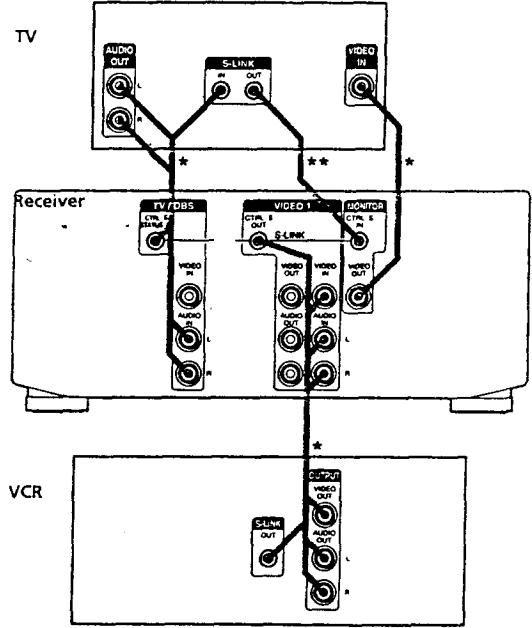 TV
AUDIO OUT
L
R
S-LINK
IN OUT
VIDEO IN
*
**
*
Receiver
TV / DBS
CTRL S STATUS
VIDEO IN
AUDIO IN
L
R
VIDEO 1
CTRL S OUT
S-LINK
VIDEO OUT
VIDEO IN
AUDIO OUT
AUDIO IN
L
R
MONITOR
CTRL S IN
VIDEO OUT
*
VCR
S-LINK
OUT
OUTPUT
VIDEO OUT
AUDIO OUT
L
R